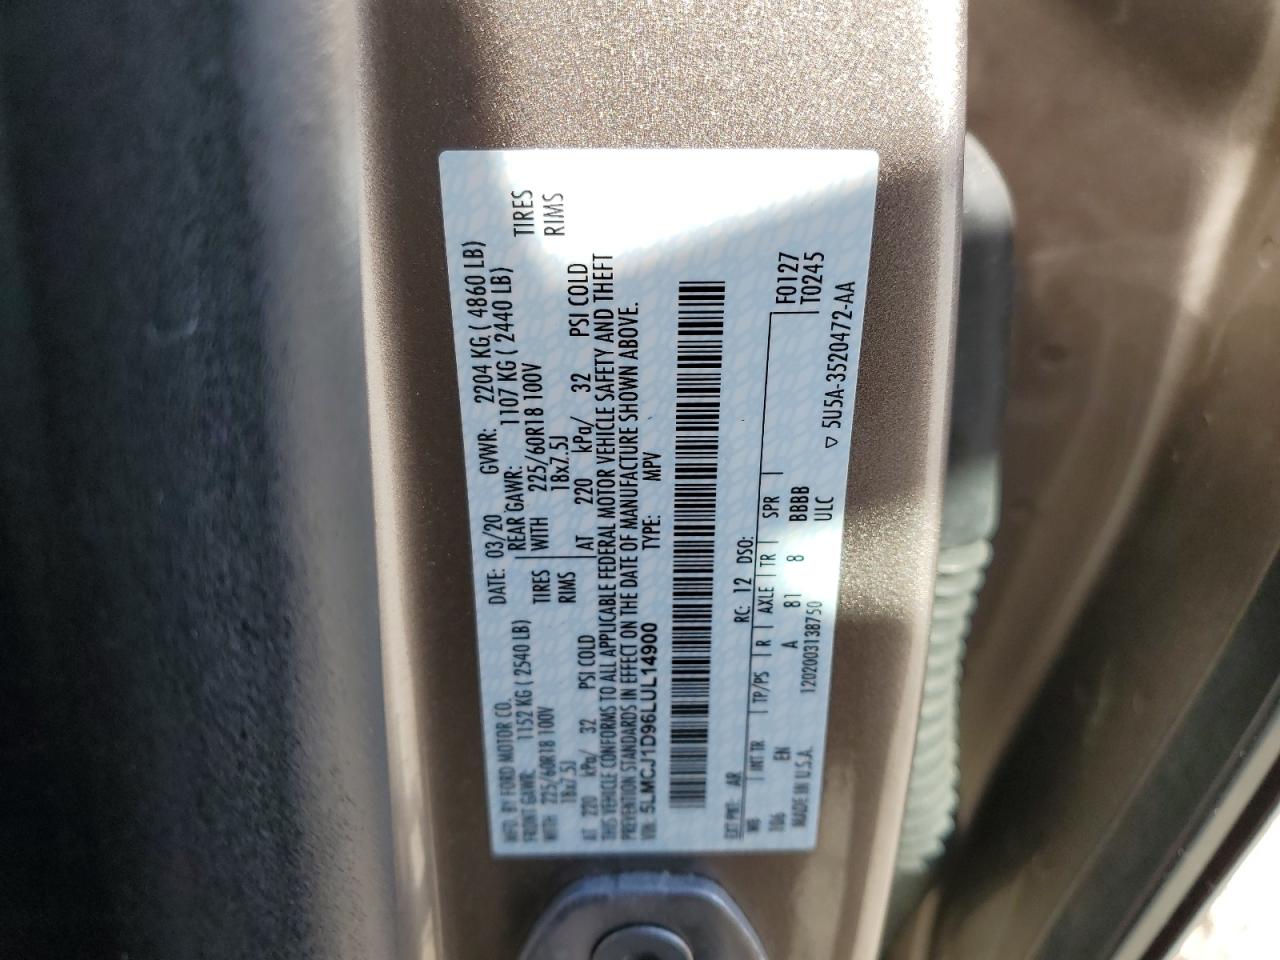 MFD. BY FORD MOTOR CO.
DATE: 03/20 GVWR: 2204 KG ( 4860 LB)
FRONT GAWR: 1152 KG ( 2540 LB) REAR GAWR: 1107 KG ( 2440 LB)
WITH 225/60R18 100V TIRES WITH 225/60R18 100V TIRES
18x7.5J RIMS 18x7.5J RIMS
AT 220 kPa/ 32 PSI COLD AT 220 kPa/ 32 PSI COLD
THIS VEHICLE CONFORMS TO ALL APPLICABLE FEDERAL MOTOR VEHICLE SAFETY AND THEFT
PREVENTION STANDARDS IN EFFECT ON THE DATE OF MANUFACTURE SHOWN ABOVE.
VIN: 5LMCJ1D96LUL14900 TYPE: MPV
EXT PNT: AR RC: 12 DSO:
WB INT TR TP/PS R AXLE TR SPR F0127
106 EN A 81 8 BBBB T0245
MADE IN U.S.A. 1202003138750 ULC
▽ 5U5A-3520472-AA